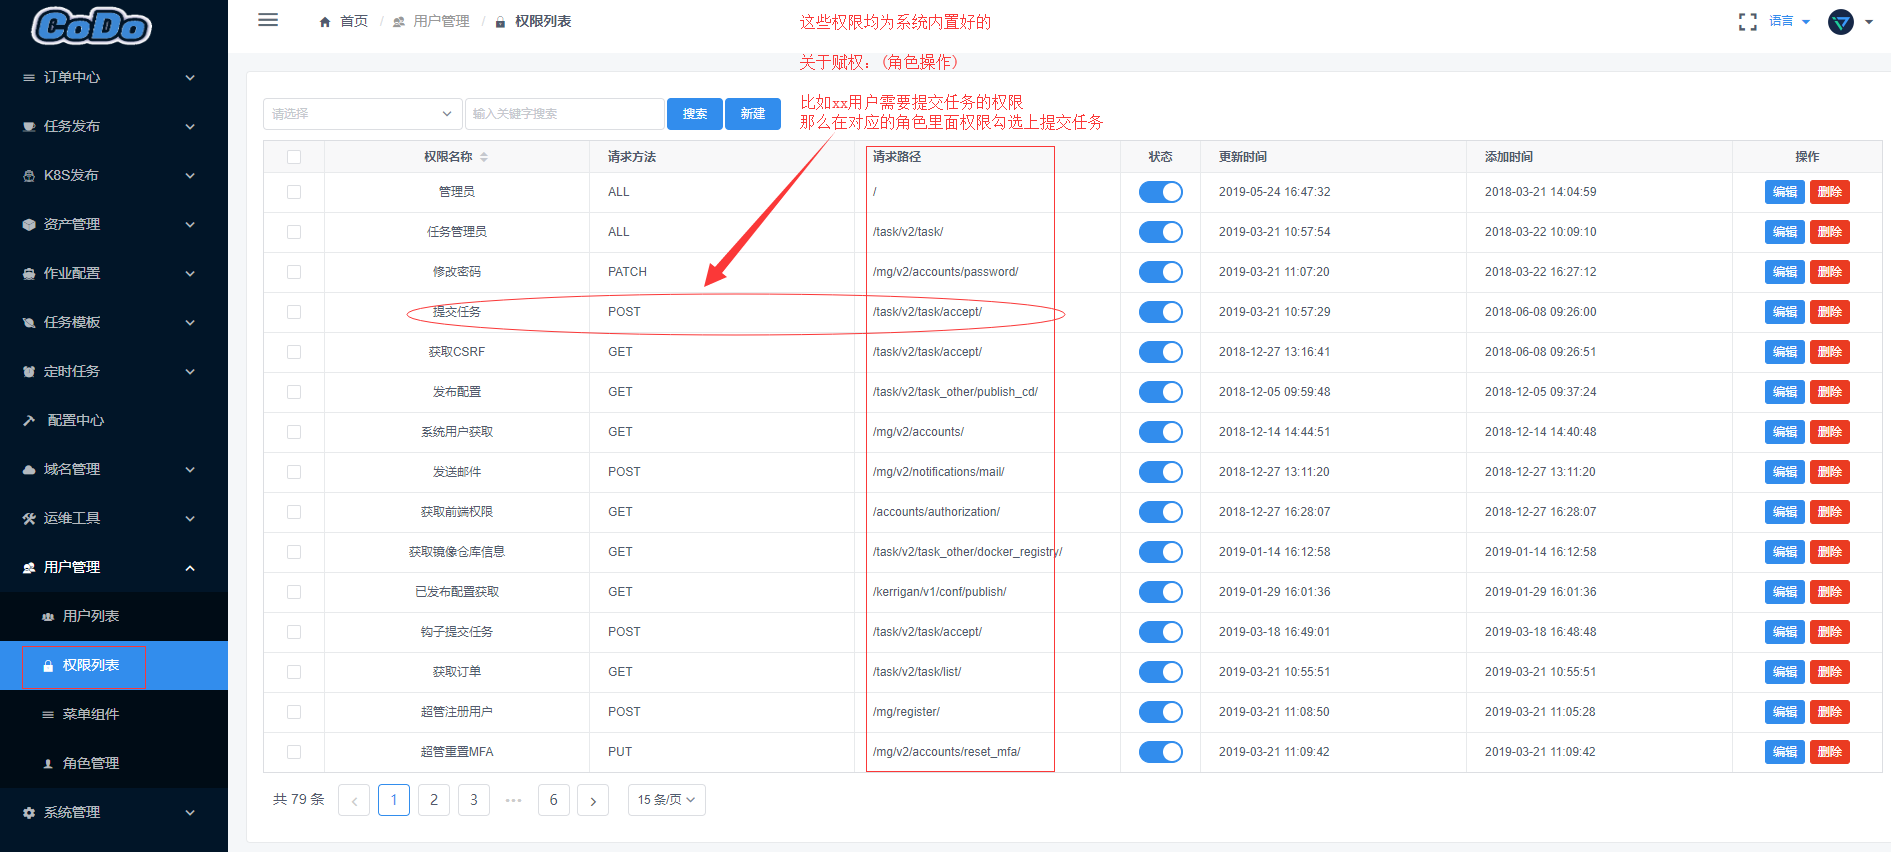 CoDo
首页 / 用户管理 / 权限列表
语言
这些权限均为系统内置好的
关于赋权：(角色操作)
比如xx用户需要提交任务的权限
那么在对应的角色里面权限勾选上提交任务
订单中心
任务发布
K8S发布
资产管理
作业配置
任务模板
定时任务
配置中心
域名管理
运维工具
用户管理
用户列表
权限列表
菜单组件
角色管理
系统管理
请选择 输入关键字搜索 搜索 新建
权限名称 请求方法 请求路径 状态 更新时间 添加时间 操作
管理员 ALL / 2019-05-24 16:47:32 2018-03-21 14:04:59 编辑 删除
任务管理员 ALL /task/v2/task/ 2019-03-21 10:57:54 2018-03-22 10:09:10 编辑 删除
修改密码 PATCH /mg/v2/accounts/password/ 2019-03-21 11:07:20 2018-03-22 16:27:12 编辑 删除
提交任务 POST /task/v2/task/accept/ 2019-03-21 10:57:29 2018-06-08 09:26:00 编辑 删除
获取CSRF GET /task/v2/task/accept/ 2018-12-27 13:16:41 2018-06-08 09:26:51 编辑 删除
发布配置 GET /task/v2/task_other/publish_cd/ 2018-12-05 09:59:48 2018-12-05 09:37:24 编辑 删除
系统用户获取 GET /mg/v2/accounts/ 2018-12-14 14:44:51 2018-12-14 14:40:48 编辑 删除
发送邮件 POST /mg/v2/notifications/mail/ 2018-12-27 13:11:20 2018-12-27 13:11:20 编辑 删除
获取前端权限 GET /accounts/authorization/ 2018-12-27 16:28:07 2018-12-27 16:28:07 编辑 删除
获取镜像仓库信息 GET /task/v2/task_other/docker_registry/ 2019-01-14 16:12:58 2019-01-14 16:12:58 编辑 删除
已发布配置获取 GET /kerrigan/v1/conf/publish/ 2019-01-29 16:01:36 2019-01-29 16:01:36 编辑 删除
钩子提交任务 POST /task/v2/task/accept/ 2019-03-18 16:49:01 2019-03-18 16:48:48 编辑 删除
获取订单 GET /task/v2/task/list/ 2019-03-21 10:55:51 2019-03-21 10:55:51 编辑 删除
超管注册用户 POST /mg/register/ 2019-03-21 11:08:50 2019-03-21 11:05:28 编辑 删除
超管重置MFA PUT /mg/v2/accounts/reset_mfa/ 2019-03-21 11:09:42 2019-03-21 11:09:42 编辑 删除
共 79 条 < 1 2 3 ··· 6 > 15 条/页